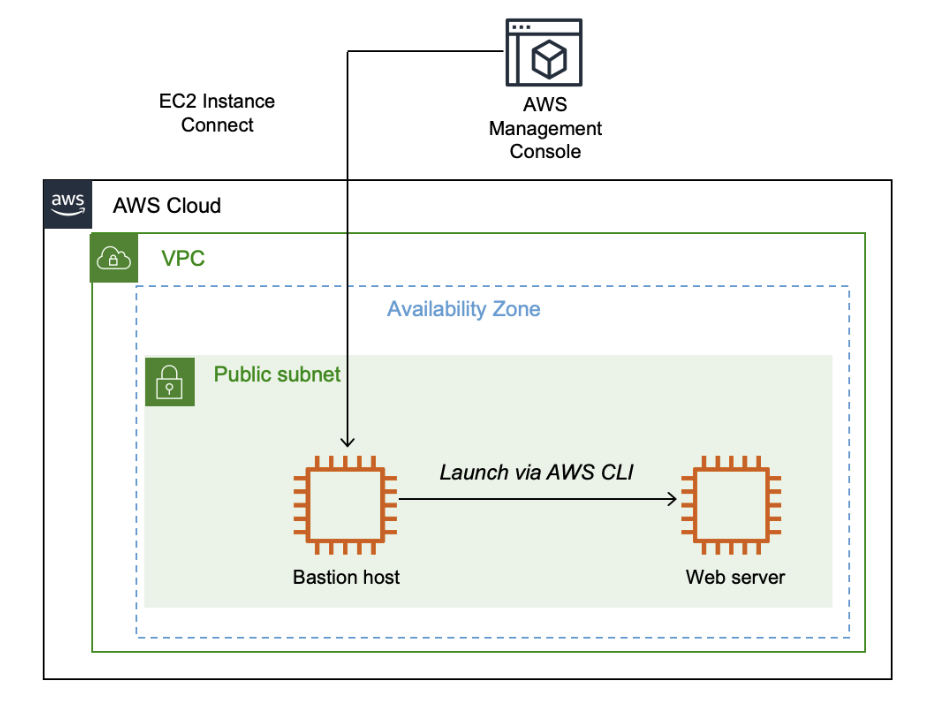 EC2 Instance
Connect
AWS
Management
Console
aws
AWS Cloud
VPC
Availability Zone
Public subnet
Launch via AWS CLI
Bastion host
Web server